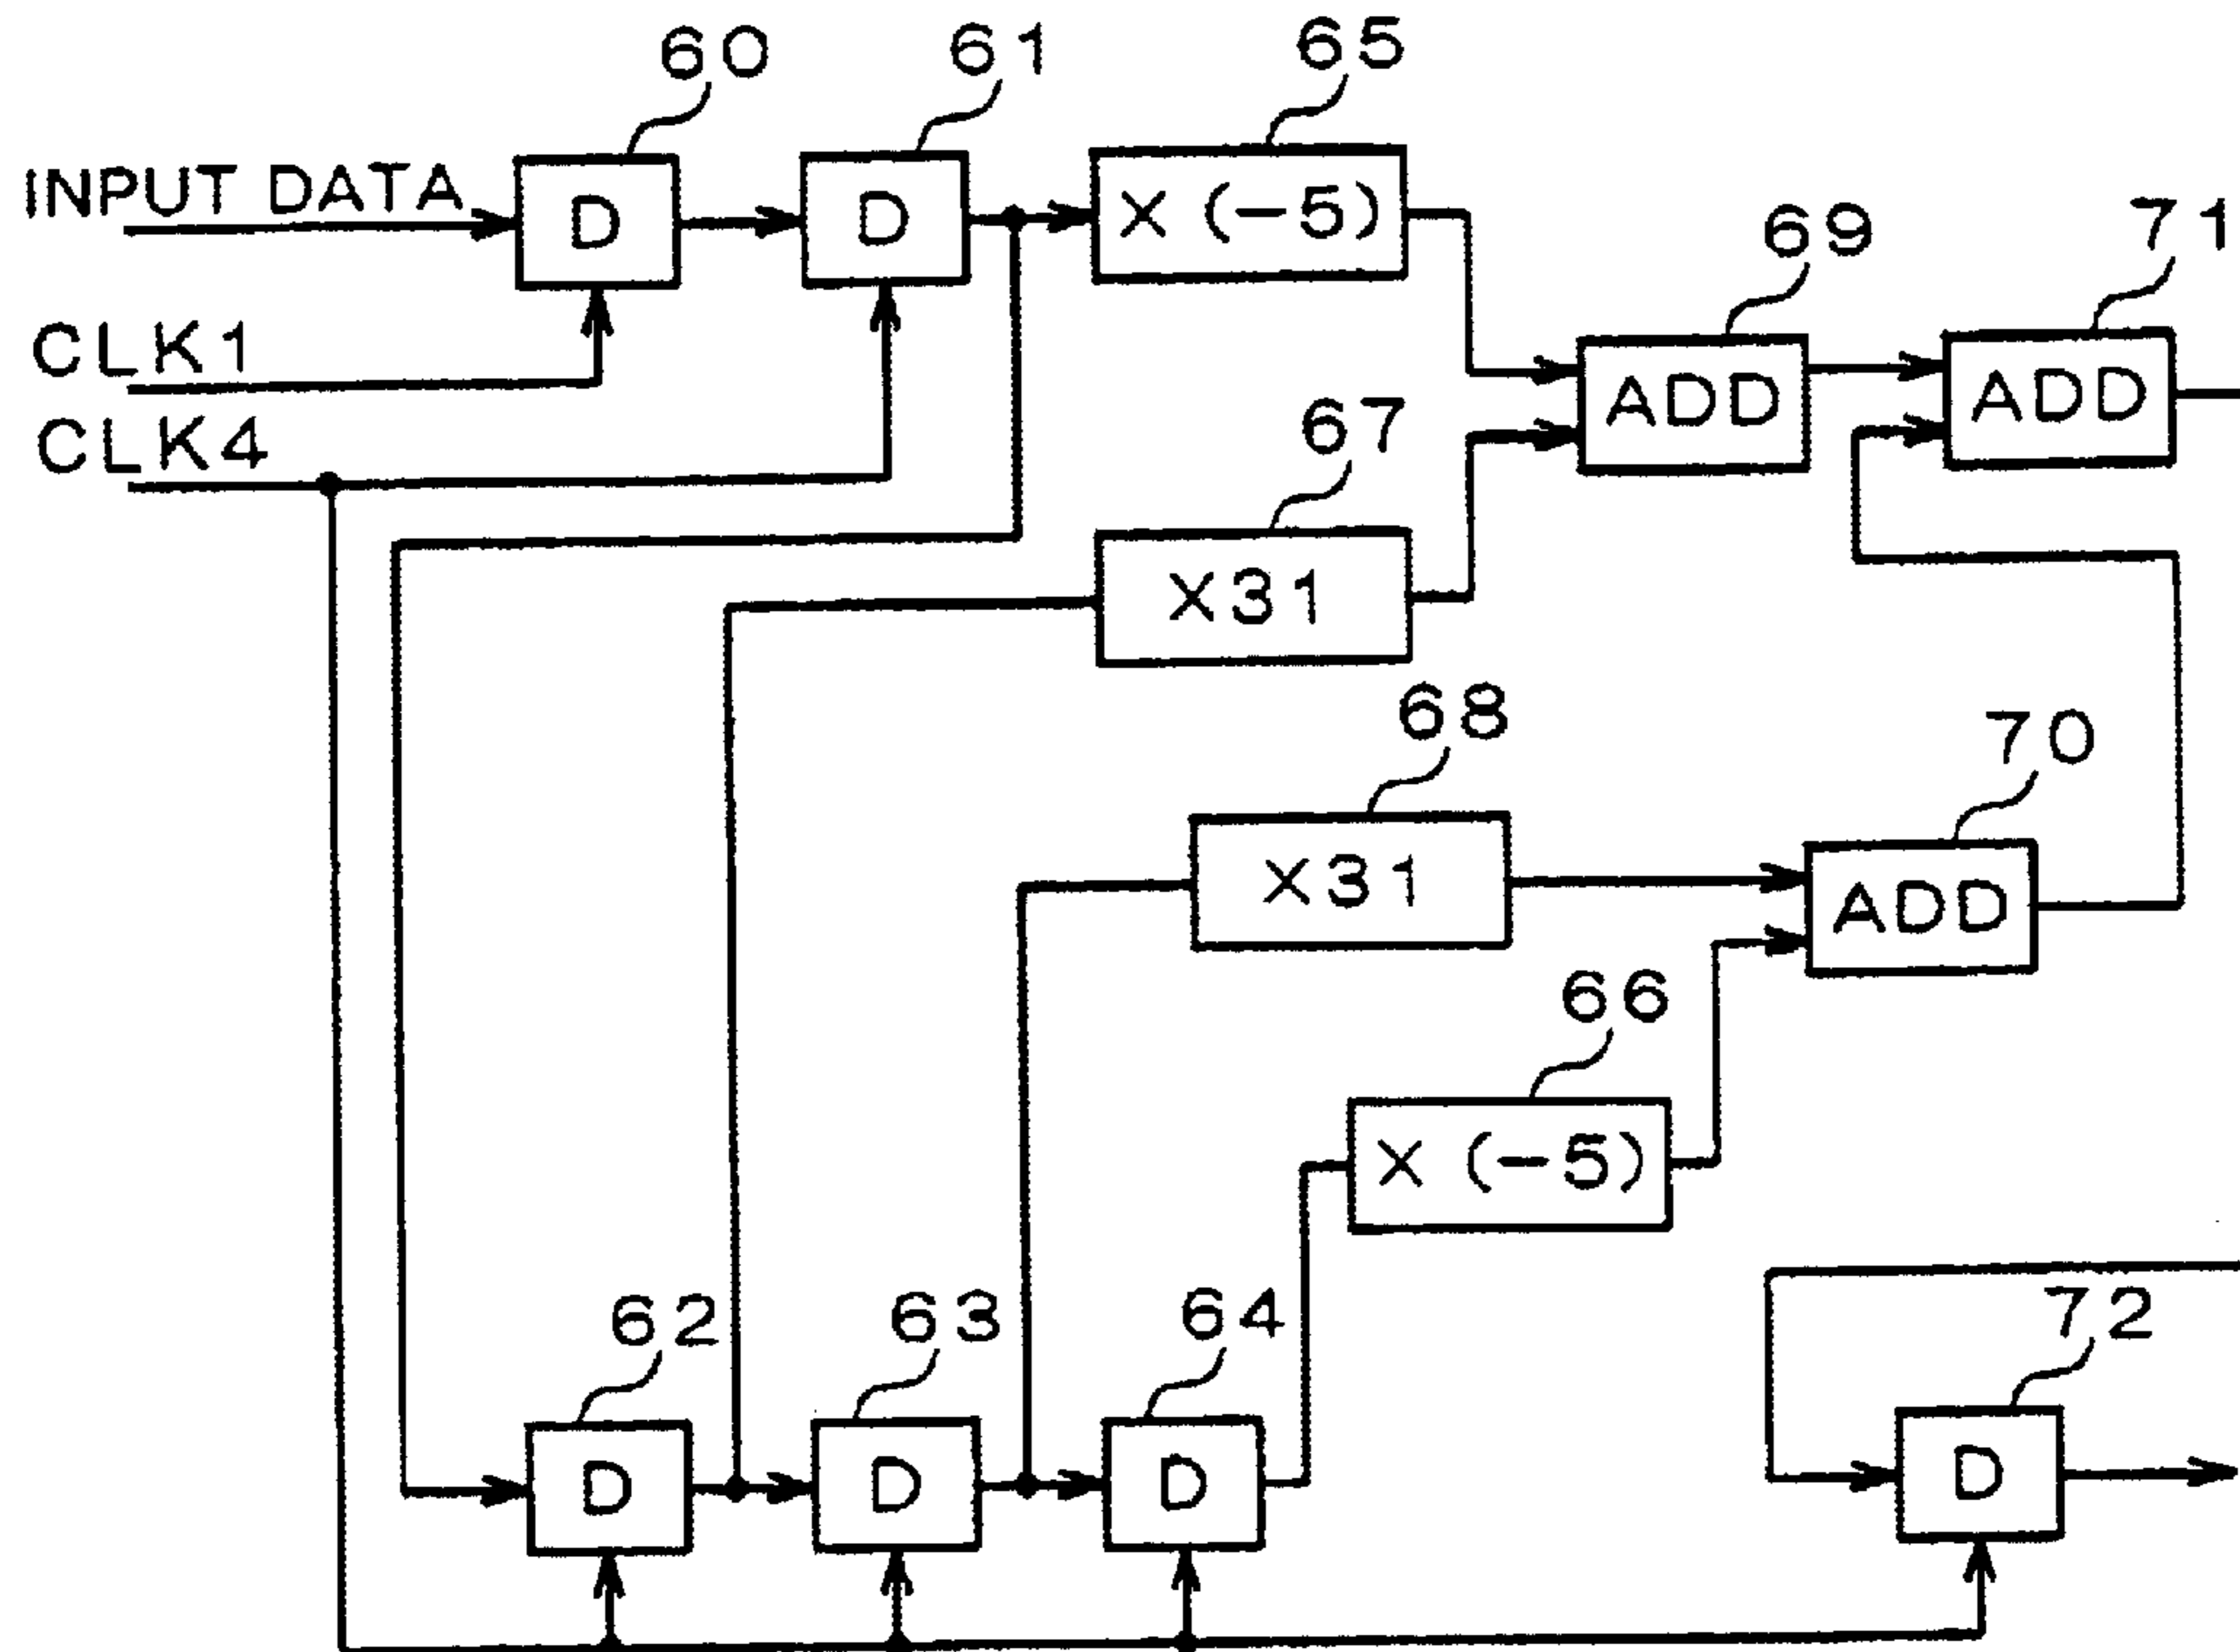 60
61
65
INPUT DATA
D
D
X (-5)
69
71
CLK1
CLK4
ADD
ADD
67
X31
68
70
X31
ADD
66
X (-5)
62
63
64
72
D
D
D
D